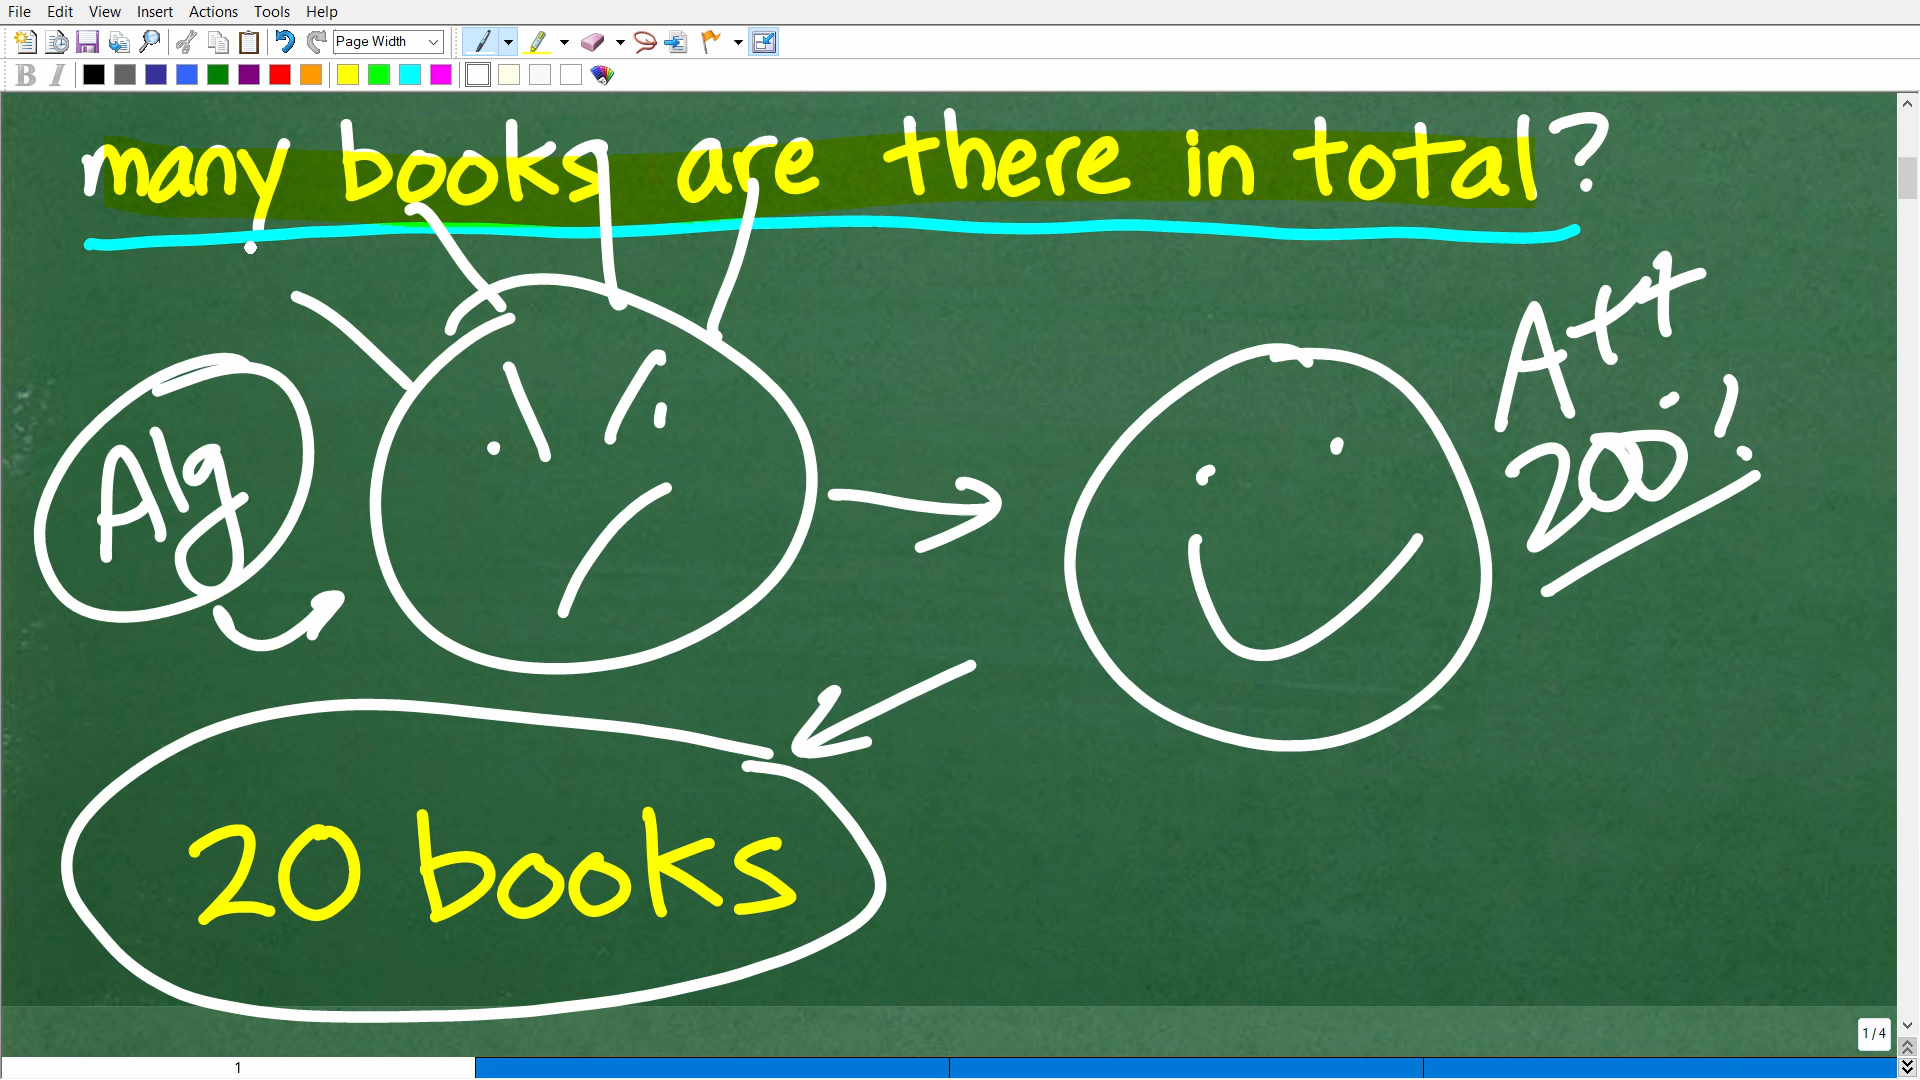 File Edit View Insert Actions Tools Help
Page Width
B I
many books are there in total?
A++
200!
Alg
20 books
1 / 4
1